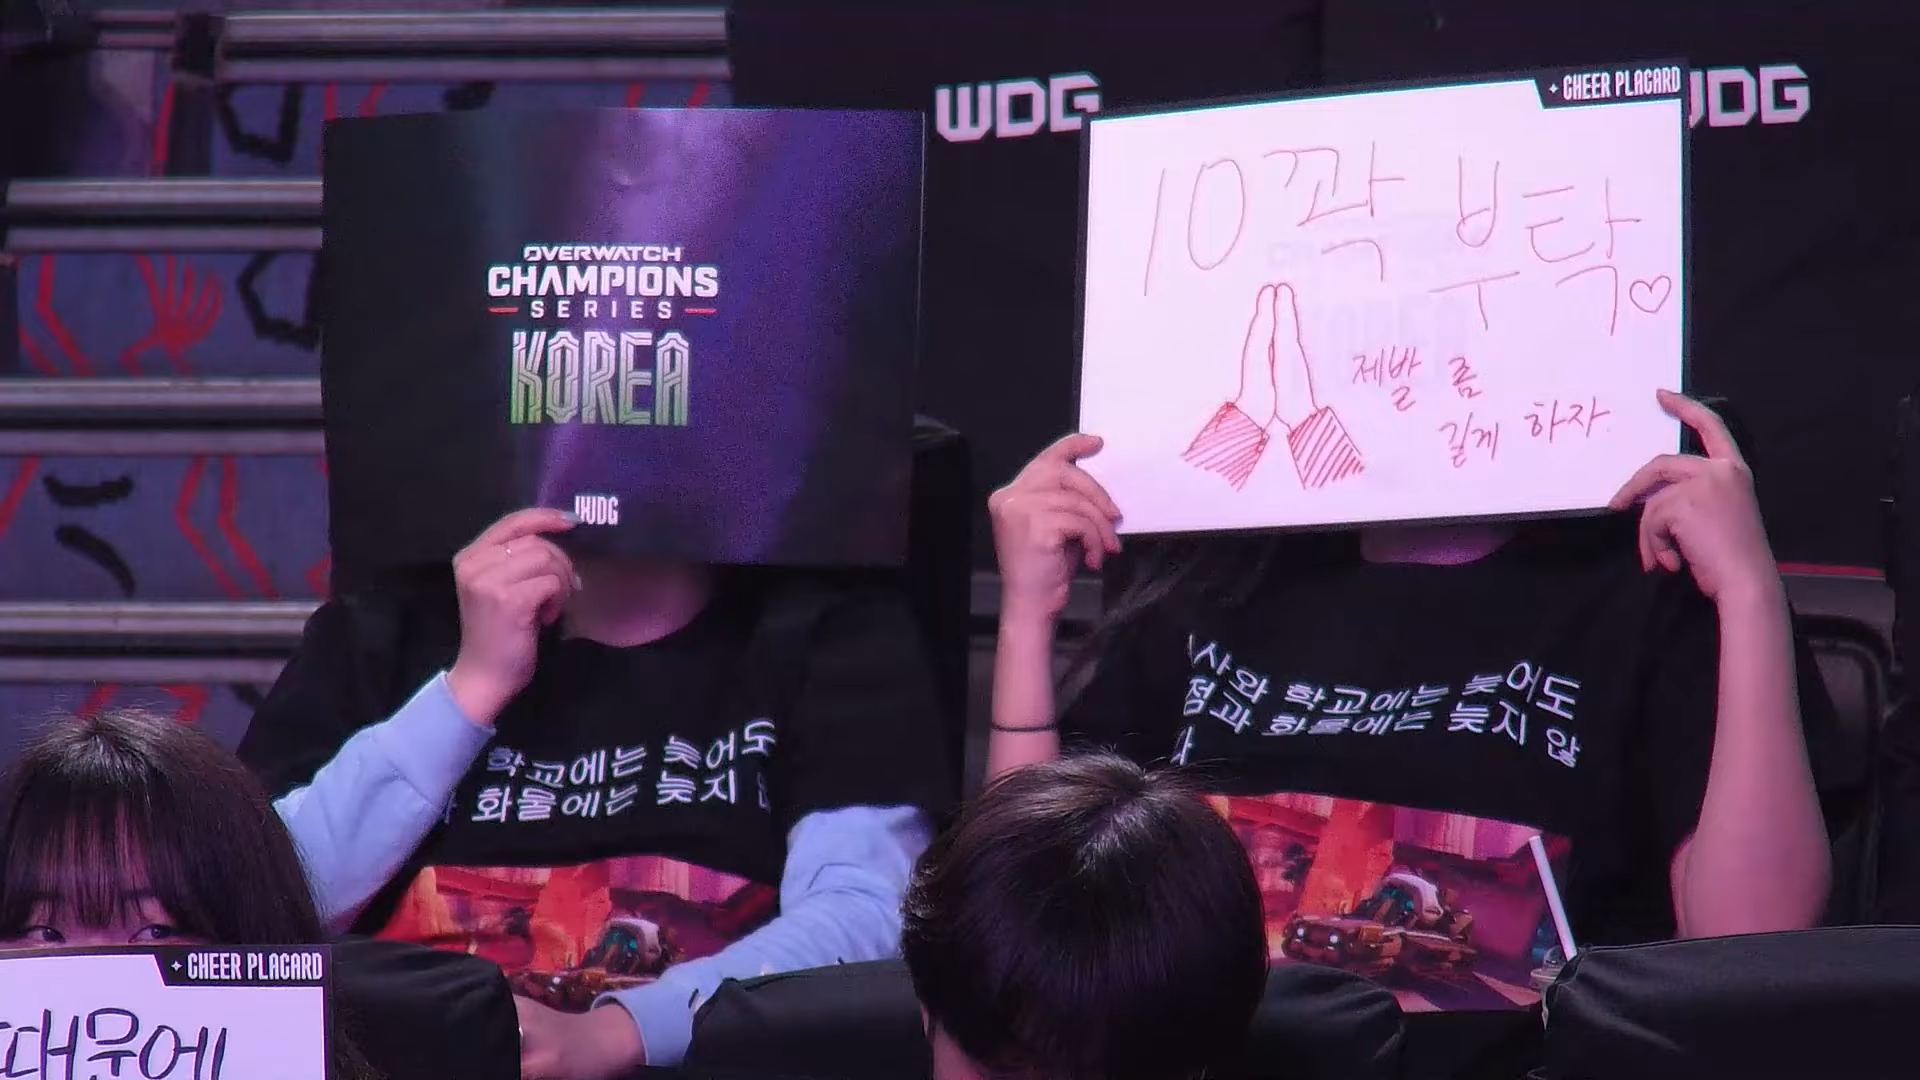 WDG
WDG
+ CHEER PLACARD
10꽉 부탁♡
제발 좀
길게 하자
OVERWATCH
CHAMPIONS
SERIES
KOREA
WDG
학교에는 늦어도
화물에는 늦지
사와 학교에는 늦어도
점과 화물에는 늦지 않
+ CHEER PLACARD
때문에